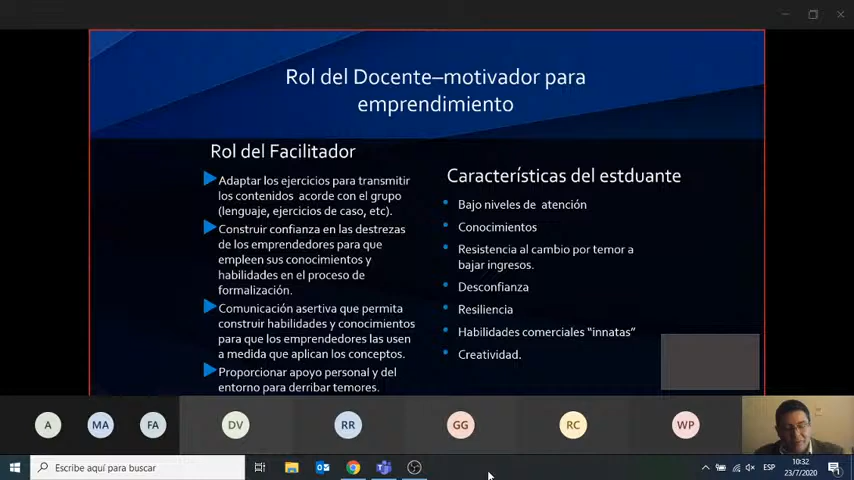 Rol del Docente–motivador para
emprendimiento
Rol del Facilitador
Adaptar los ejercicios para transmitir
los contenidos acorde con el grupo
(lenguaje, ejercicios de caso, etc).
Construir confianza en las destrezas
de los emprendedores para que
empleen sus conocimientos y
habilidades en el proceso de
formalización.
Comunicación asertiva que permita
construir habilidades y conocimientos
para que los emprendedores las usen
a medida que aplican los conceptos.
Proporcionar apoyo personal y del
entorno para derribar temores.
Características del estduante
Bajo niveles de atención
Conocimientos
Resistencia al cambio por temor a
bajar ingresos.
Desconfianza
Resiliencia
Habilidades comerciales “innatas”
Creatividad.
A MA FA DV RR GG RC WP
Escribe aquí para buscar
ESP
10:32
23/7/2020